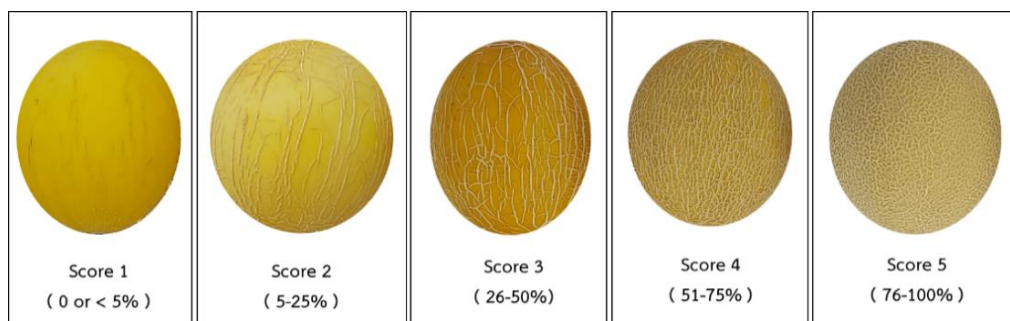 Score 1
( 0 or < 5% )
Score 2
( 5-25% )
Score 3
( 26-50% )
Score 4
( 51-75% )
Score 5
( 76-100% )